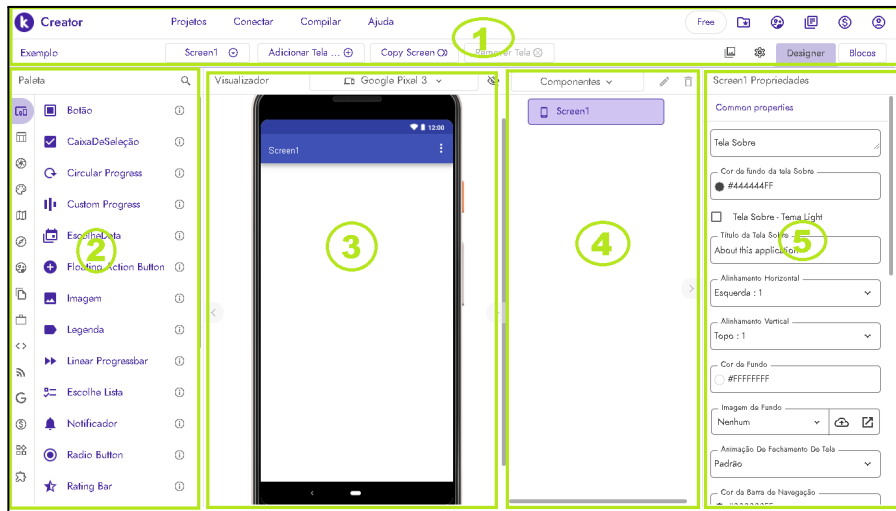 Creator Projetos Conectar Compilar Ajuda Free
1
Exemplo Screen1 Adicionar Tela ... Copy Screen Remover Tela Designer Blocos
Paleta
Botão
CaixaDeSeleção
Circular Progress
Custom Progress
EscolheData
2
Floating Action Button
Imagem
Legenda
Linear Progressbar
Escolhe Lista
Notificador
Radio Button
Rating Bar
Visualizador Google Pixel 3
12:00
Screen1
3
Componentes
Screen1
4
Screen1 Propriedades
Common properties
Tela Sobre
Cor de fundo da tela Sobre
#444444FF
Tela Sobre - Tema Light
Título da Tela Sobre
5
About this application
Alinhamento Horizontal
Esquerda : 1
Alinhamento Vertical
Topo : 1
Cor de Fundo
#FFFFFFFF
Imagem de Fundo
Nenhum
Animação De Fechamento De Tela
Padrão
Cor da Barra de Navegação